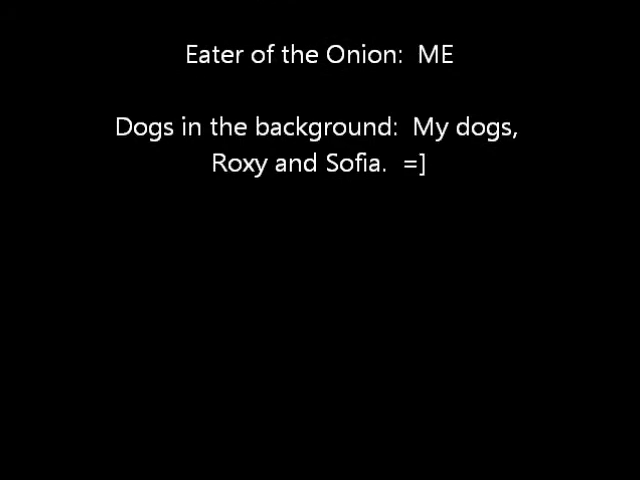 Eater of the Onion:  ME
Dogs in the background:  My dogs,
Roxy and Sofia.  =]